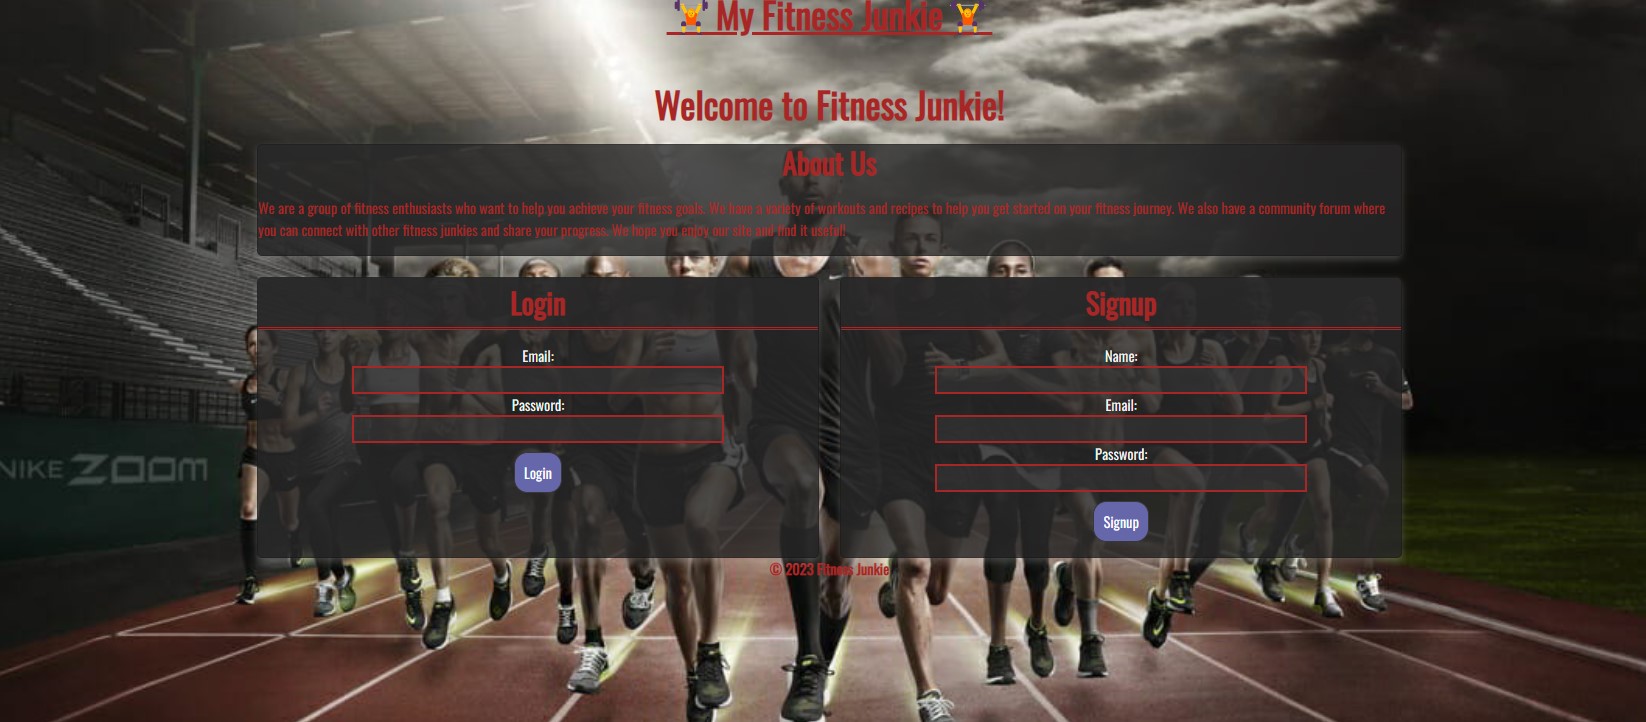 🏋 My Fitness Junkie 🏋
Welcome to Fitness Junkie!
About Us
We are a group of fitness enthusiasts who want to help you achieve your fitness goals. We have a variety of workouts and recipes to help you get started on your fitness journey. We also have a community forum where
you can connect with other fitness junkies and share your progress. We hope you enjoy our site and find it useful!
Login
Email:
Password:
Login
Signup
Name:
Email:
Password:
Signup
NIKE ZOOM
© 2023 Fitness Junkie